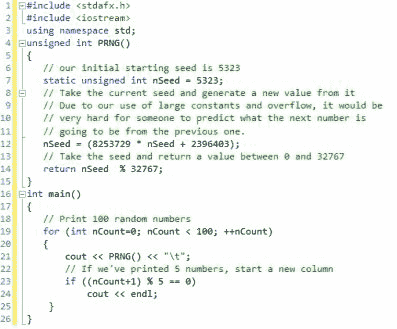 1 #include <stdafx.h>
2 #include <iostream>
3 using namespace std;
4 unsigned int PRNG()
5 {
6 // our initial starting seed is 5323
7 static unsigned int nSeed = 5323;
8 // Take the current seed and generate a new value from it
9 // Due to our use of large constants and overflow, it would be
10 // very hard for someone to predict what the next number is
11 // going to be from the previous one.
12 nSeed = (8253729 * nSeed + 2396403);
13 // Take the seed and return a value between 0 and 32767
14 return nSeed % 32767;
15 }
16 int main()
17 {
18 // Print 100 random numbers
19 for (int nCount=0; nCount < 100; ++nCount)
20 {
21 cout << PRNG() << "\t";
22 // If we've printed 5 numbers, start a new column
23 if ((nCount+1) % 5 == 0)
24 cout << endl;
25 }
26 }